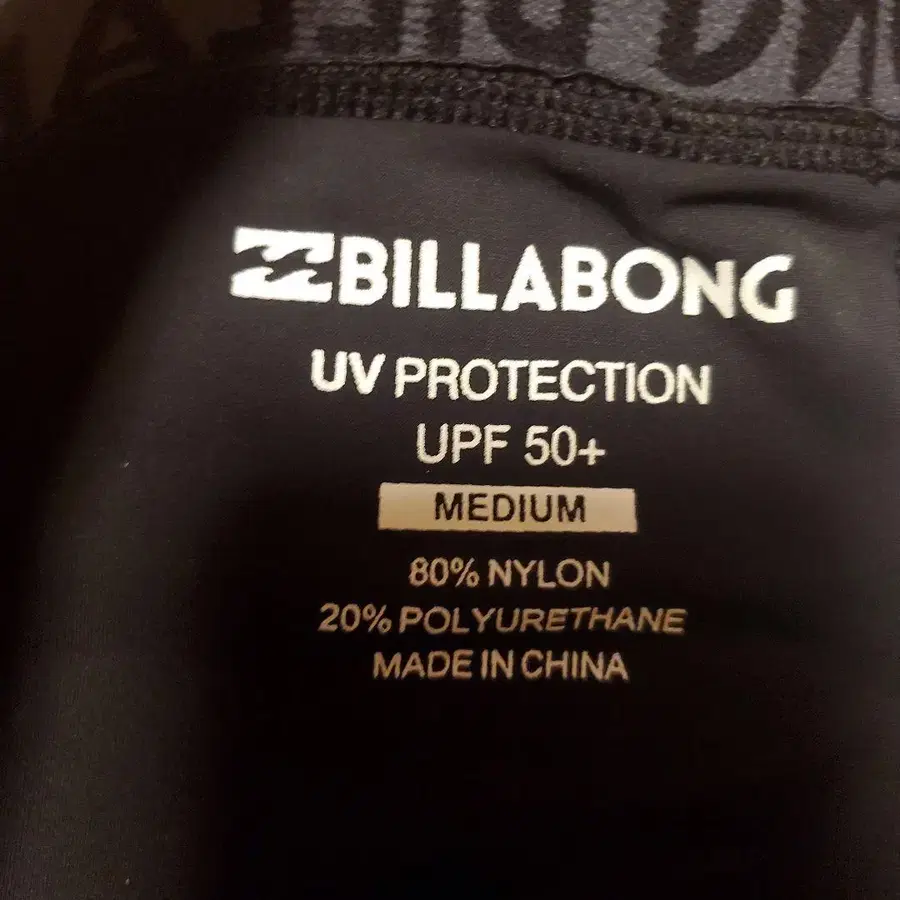 BILLABONG
UV PROTECTION
UPF 50+
MEDIUM
80% NYLON
20% POLYURETHANE
MADE IN CHINA